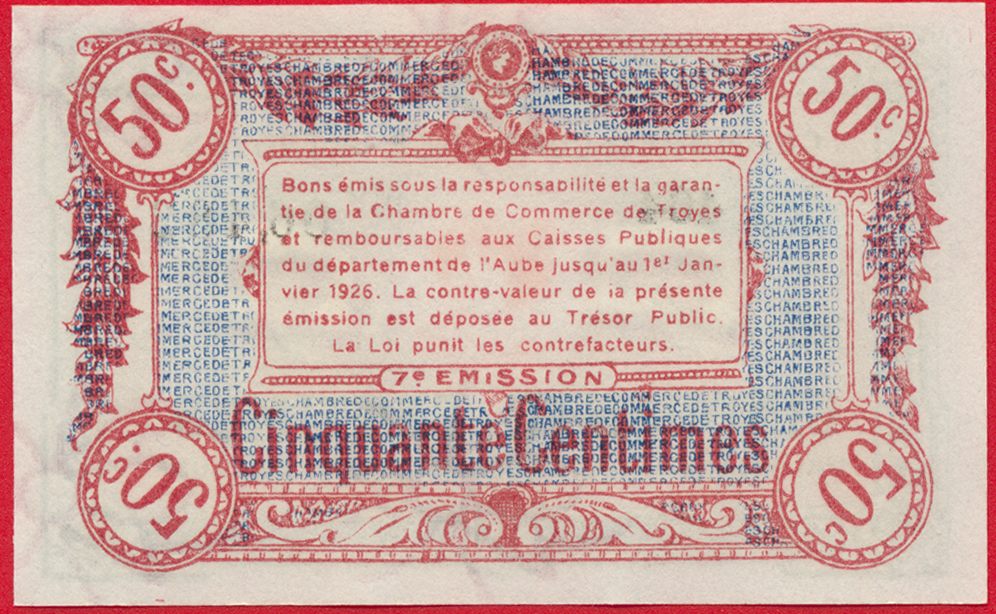 50c.
50c.
Bons émis sous la responsabilité et la garan-
tie de la Chambre de Commerce de Troyes
et remboursables aux Caisses Publiques
du département de l'Aube jusqu'au 1er Jan-
vier 1926. La contre-valeur de la présente
émission est déposée au Trésor Public.
La Loi punit les contrefacteurs.
7e EMISSION
Cinquante Centimes
50c
50c